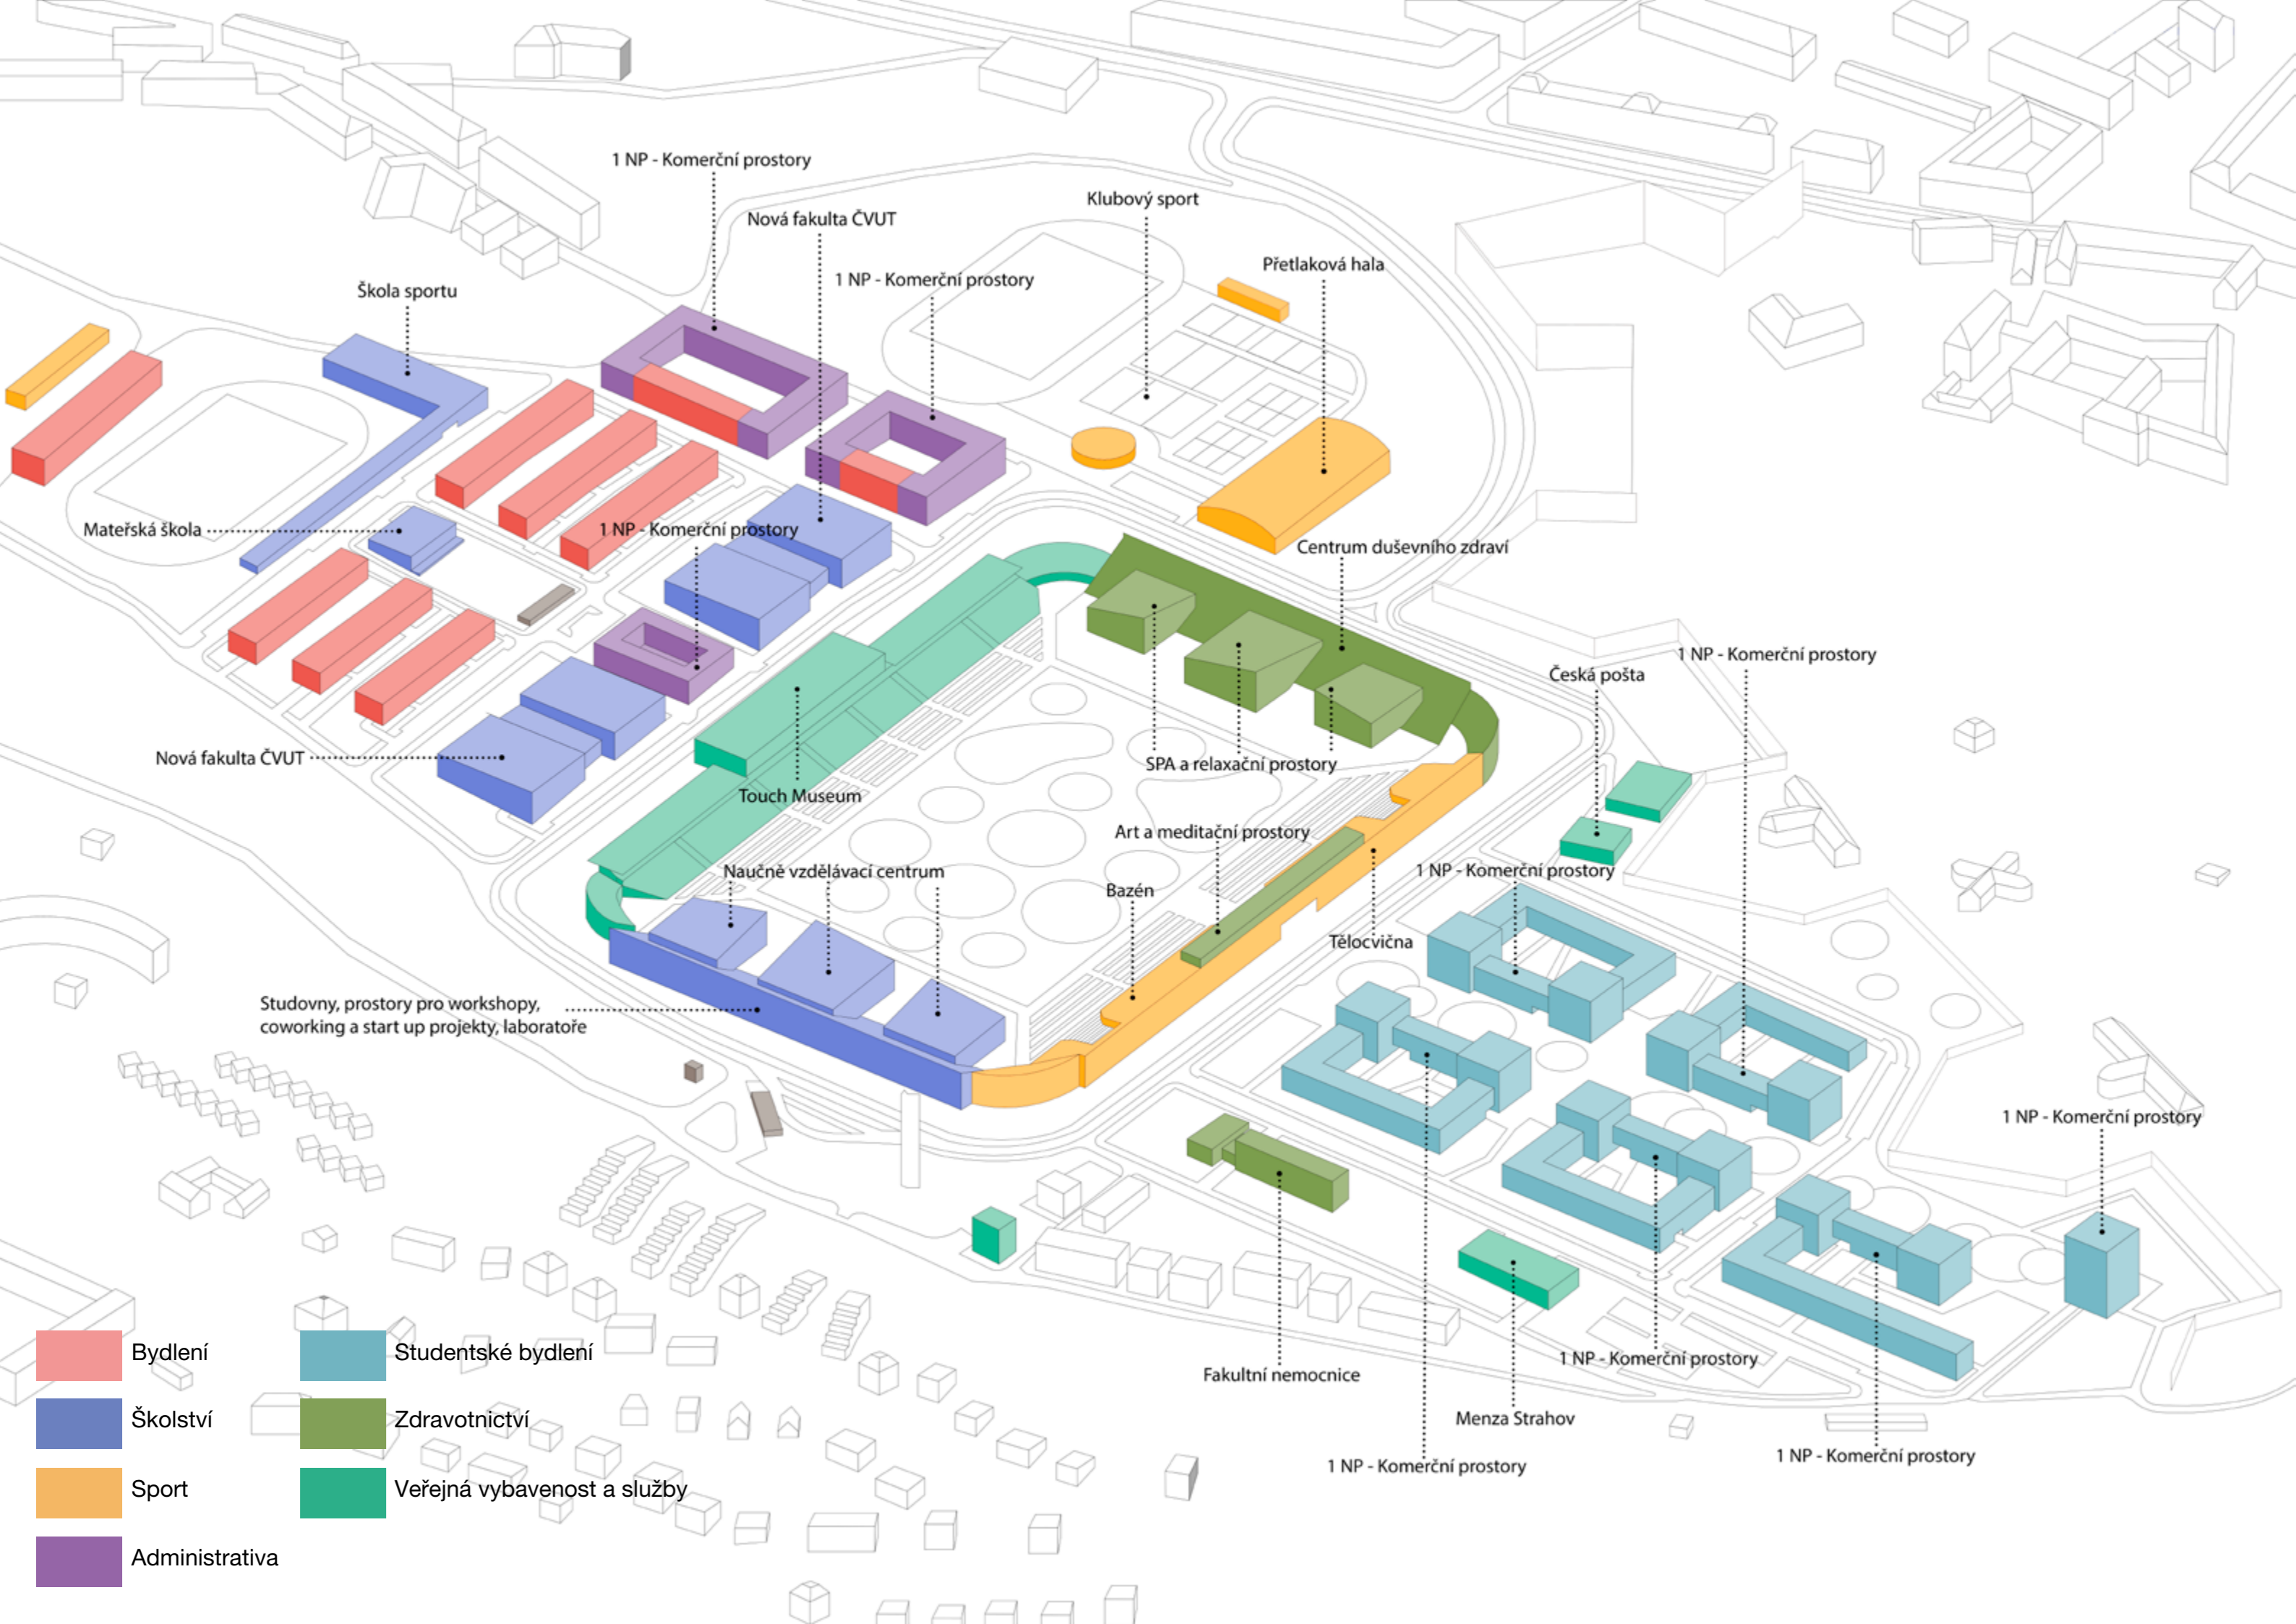 1 NP - Komerční prostory
Klubový sport
Nová fakulta ČVUT
Přetlaková hala
1 NP - Komerční prostory
Škola sportu
Mateřská škola
1 NP - Komerční prostory
Centrum duševního zdraví
1 NP - Komerční prostory
Česká pošta
Nová fakulta ČVUT
SPA a relaxační prostory
Touch Museum
Art a meditační prostory
Naučně vzdělávací centrum
1 NP - Komerční prostory
Bazén
Tělocvična
Studovny, prostory pro workshopy,
coworking a start up projekty, laboratoře
1 NP - Komerční prostory
Fakultní nemocnice
1 NP - Komerční prostory
Menza Strahov
1 NP - Komerční prostory
1 NP - Komerční prostory
Bydlení
Školství
Sport
Administrativa
Studentské bydlení
Zdravotnictví
Veřejná vybavenost a služby